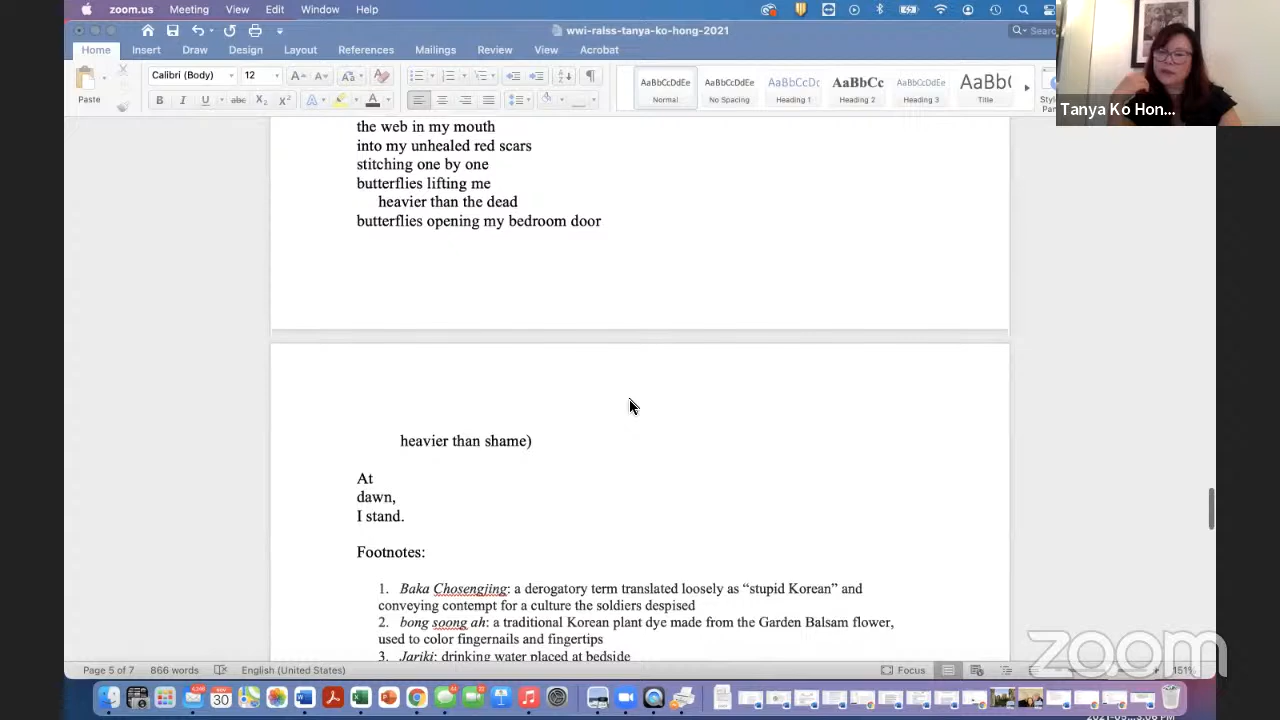 zoom.us Meeting View Edit Window Help
wwi-ralss-tanya-ko-hong-2021
Home Insert Draw Design Layout References Mailings Review View Acrobat
Paste
Calibri (Body) 12
AaBbCcDdEe AaBbCcDdEe AaBbCcDc AaBbCc AaBbCcDdEe AaBb(
Normal No Spacing Heading 1 Heading 2 Heading 3 Title
Tanya Ko Hon...
the web in my mouth
into my unhealed red scars
stitching one by one
butterflies lifting me
heavier than the dead
butterflies opening my bedroom door
heavier than shame)
At
dawn,
I stand.
Footnotes:
1. Baka Chosengjing: a derogatory term translated loosely as “stupid Korean” and
conveying contempt for a culture the soldiers despised
2. bong soong ah: a traditional Korean plant dye made from the Garden Balsam flower,
used to color fingernails and fingertips
3. Jariki: drinking water placed at bedside
Page 5 of 7 866 words English (United States) Focus 151%
zoom